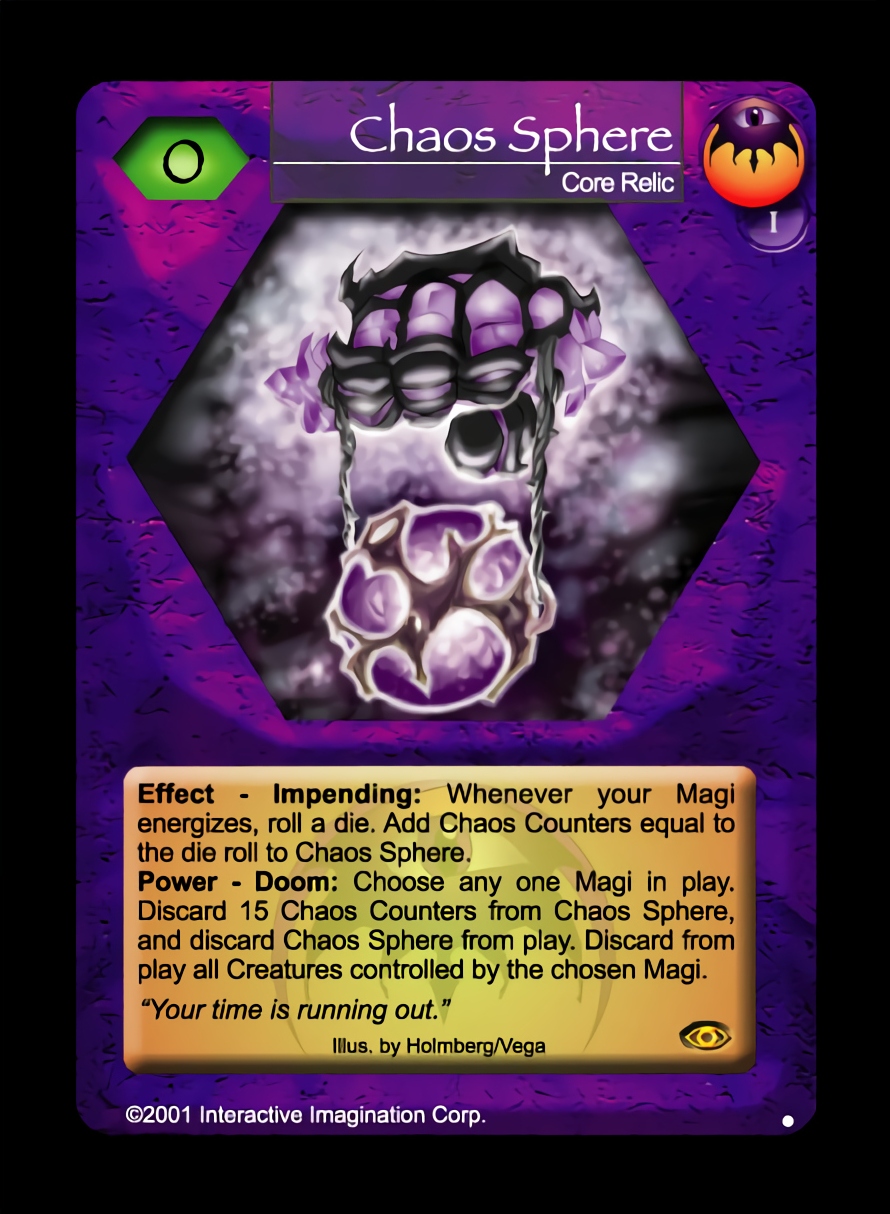 0
Chaos Sphere
Core Relic
I
Effect - Impending: Whenever your Magi
energizes, roll a die. Add Chaos Counters equal to
the die roll to Chaos Sphere.
Power - Doom: Choose any one Magi in play.
Discard 15 Chaos Counters from Chaos Sphere,
and discard Chaos Sphere from play. Discard from
play all Creatures controlled by the chosen Magi.
“Your time is running out.”
Illus. by Holmberg/Vega
©2001 Interactive Imagination Corp.